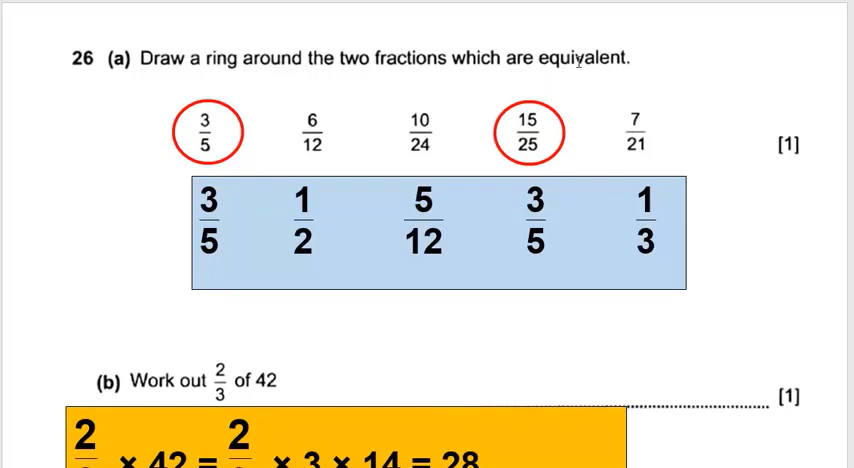 26 (a) Draw a ring around the two fractions which are equivalent.
3/5 6/12 10/24 15/25 7/21 [1]
3/5 1/2 5/12 3/5 1/3
(b) Work out 2/3 of 42
[1]
2 × 42 = 2 × 3 × 14 = 28